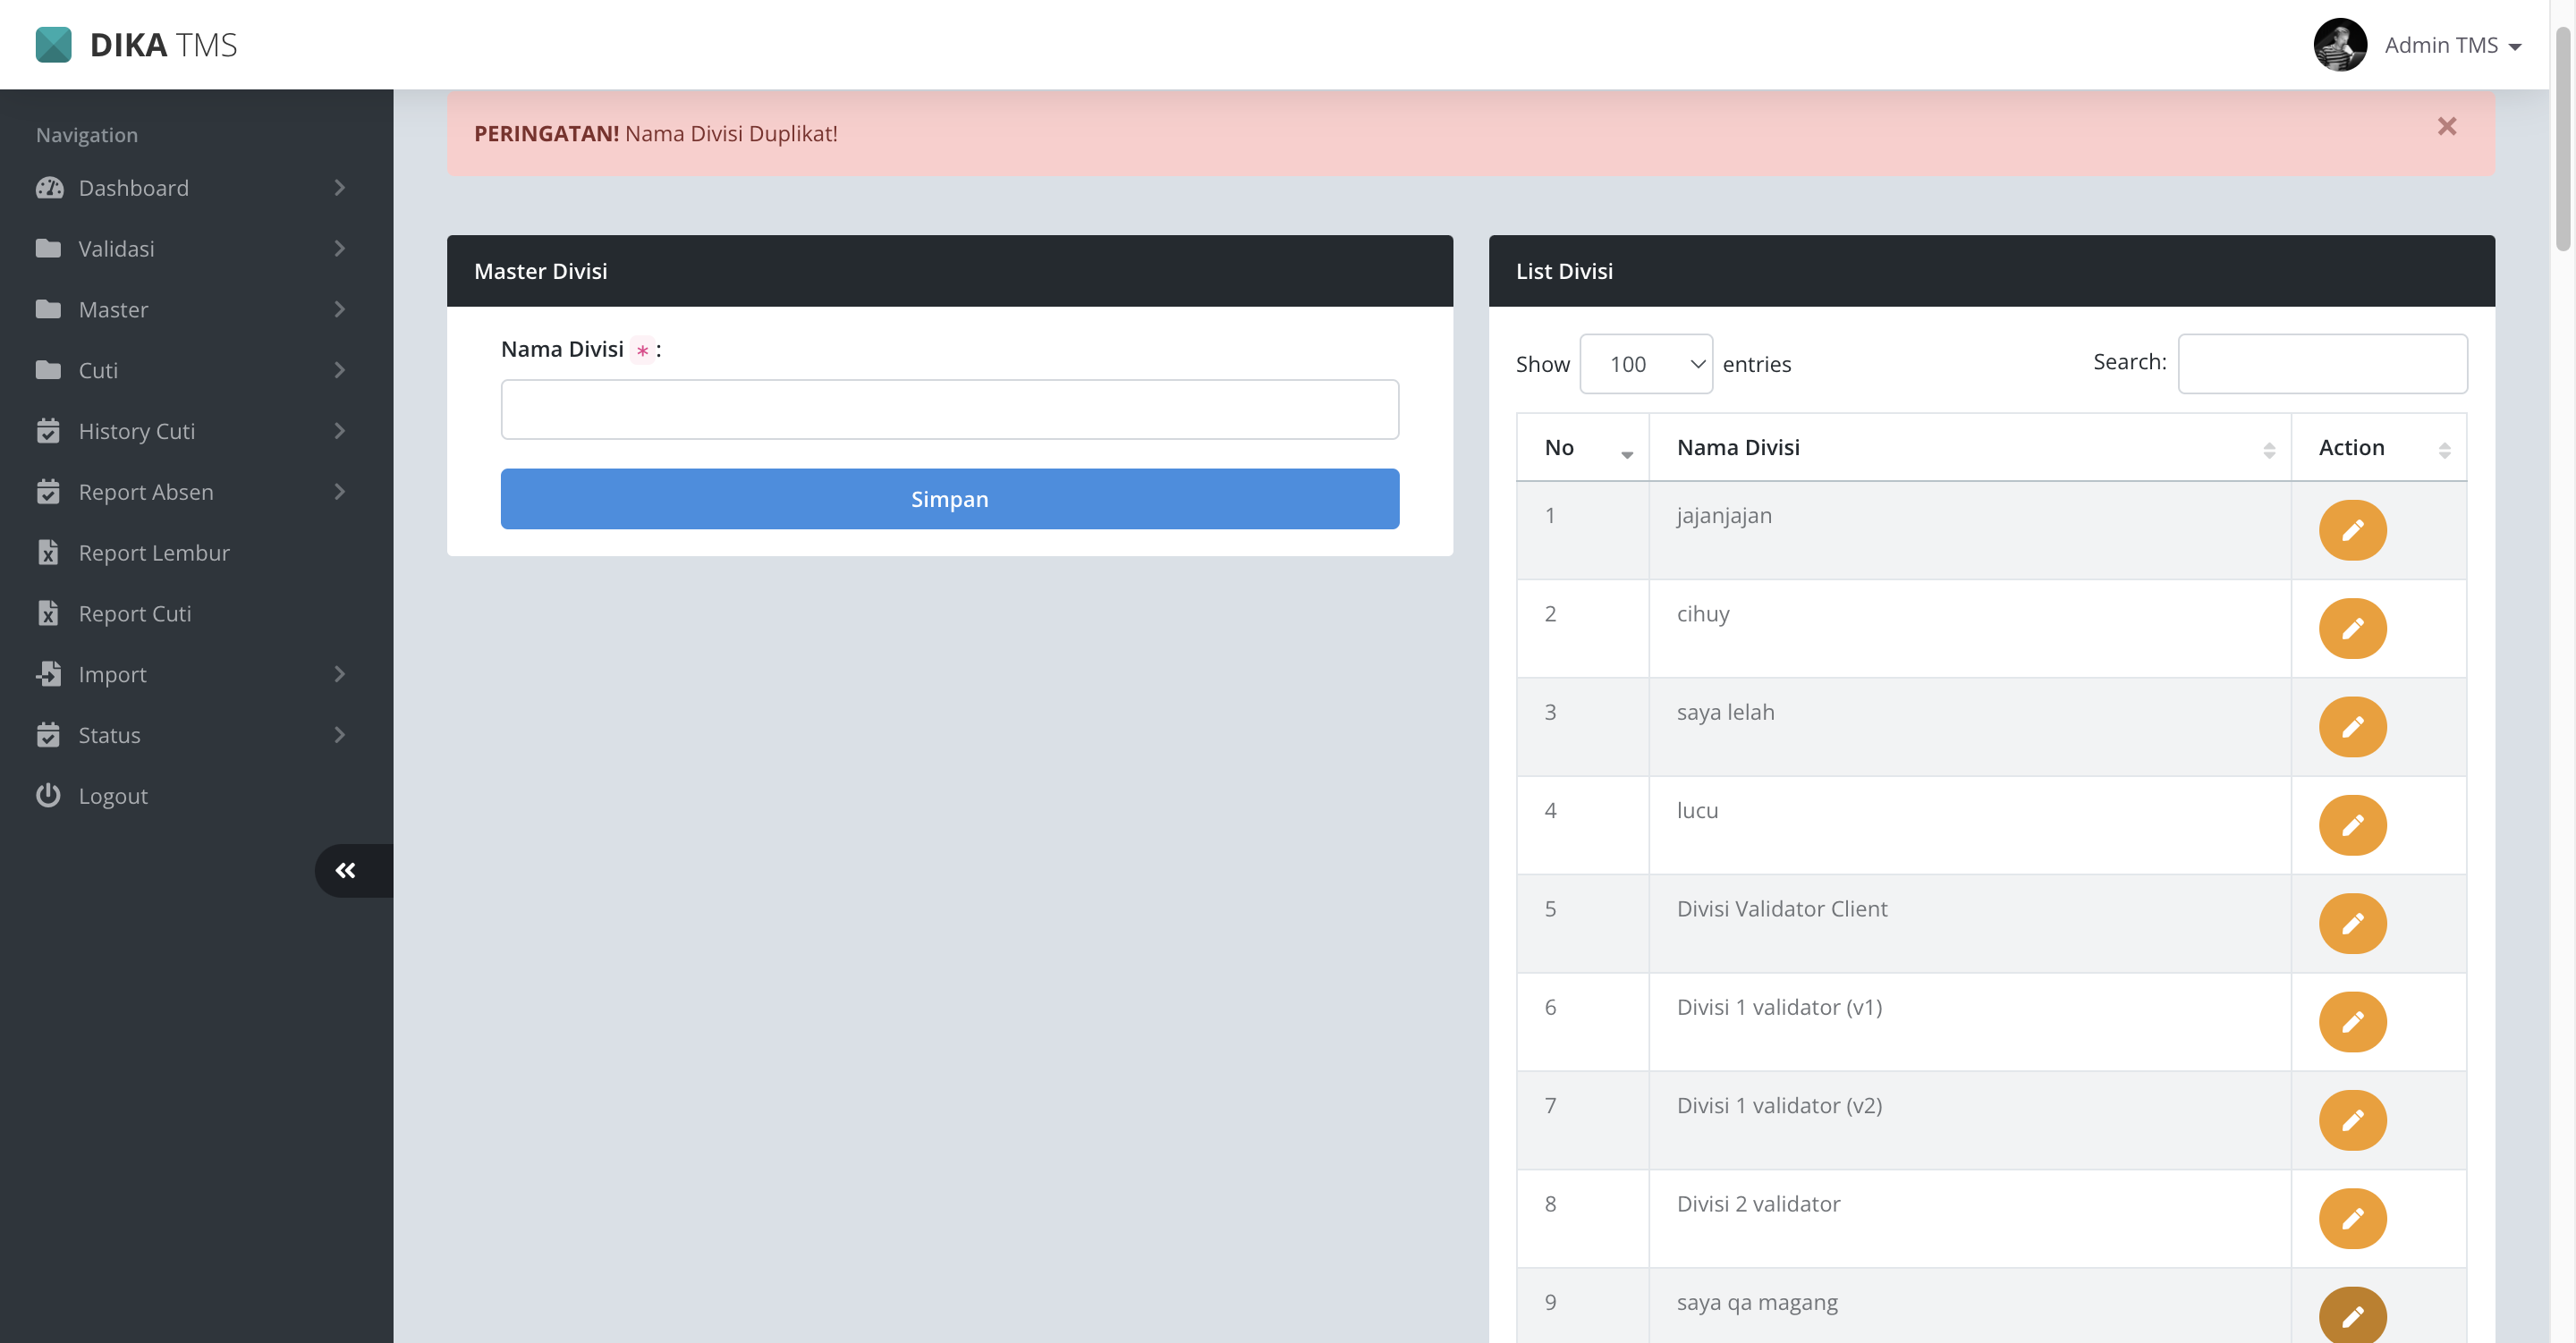 DIKA TMS
Admin TMS
Navigation
Dashboard
Validasi
Master
Cuti
History Cuti
Report Absen
Report Lembur
Report Cuti
Import
Status
Logout
PERINGATAN! Nama Divisi Duplikat!
Master Divisi
Nama Divisi * :
Simpan
List Divisi
Show 100 entries
Search:
No Nama Divisi Action
1 jajanjajan
2 cihuy
3 saya lelah
4 lucu
5 Divisi Validator Client
6 Divisi 1 validator (v1)
7 Divisi 1 validator (v2)
8 Divisi 2 validator
9 saya qa magang